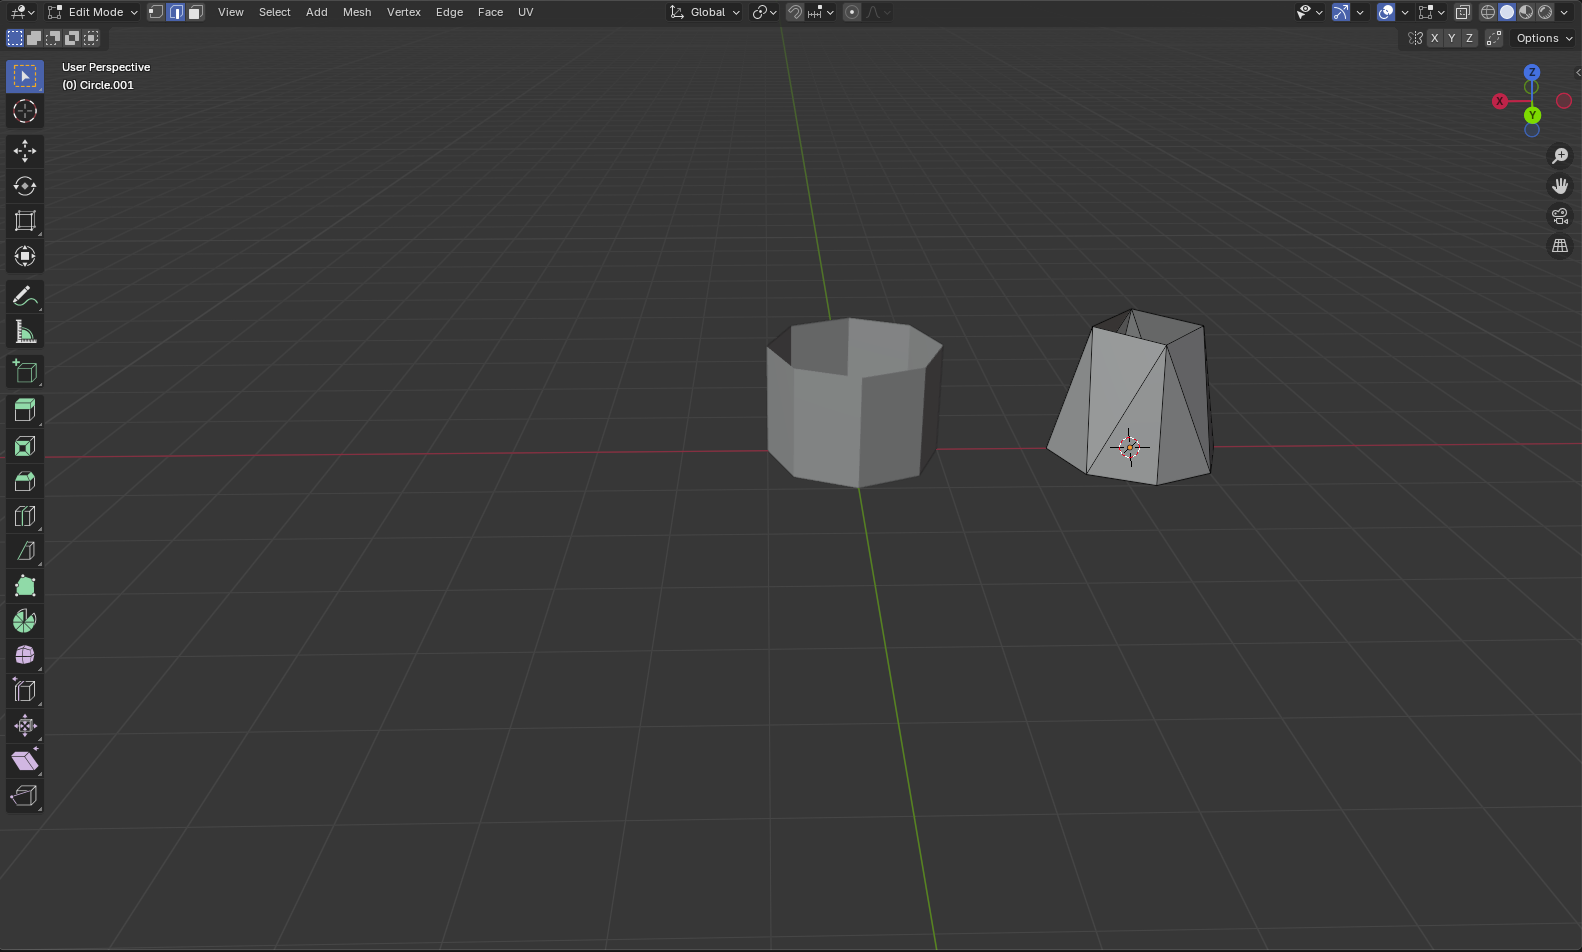 Edit Mode View Select Add Mesh Vertex Edge Face UV Global
X Y Z Options
User Perspective
(0) Circle.001
Z
X
Y